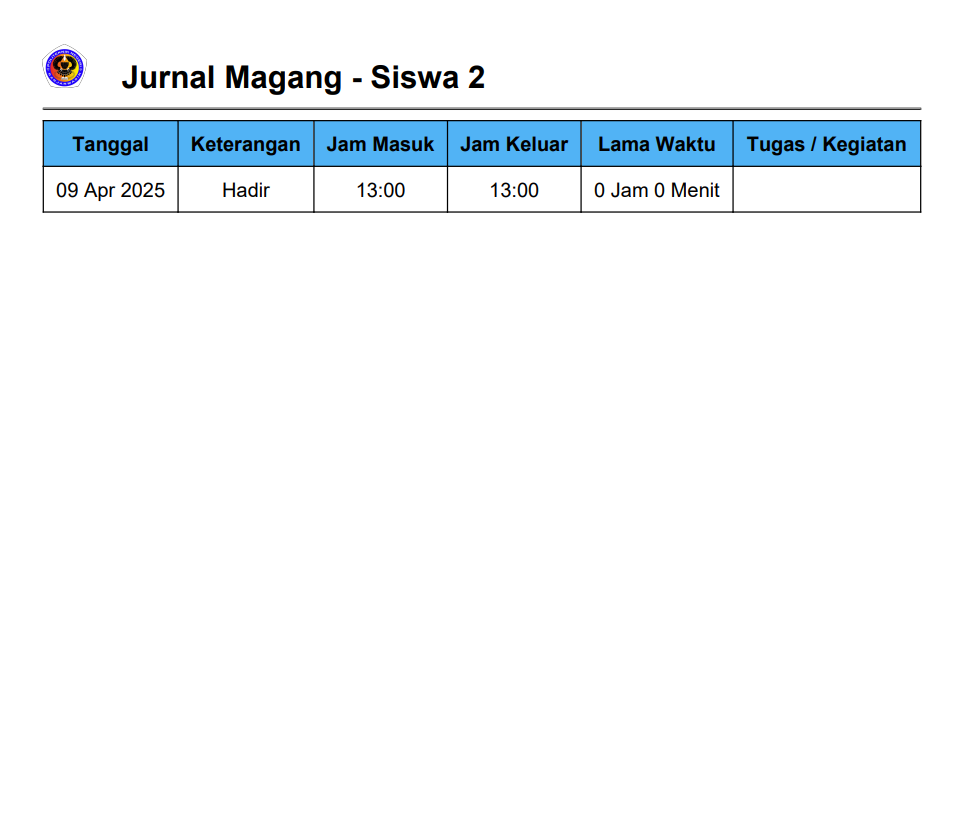 Jurnal Magang - Siswa 2
Tanggal Keterangan Jam Masuk Jam Keluar Lama Waktu Tugas / Kegiatan
09 Apr 2025 Hadir 13:00 13:00 0 Jam 0 Menit